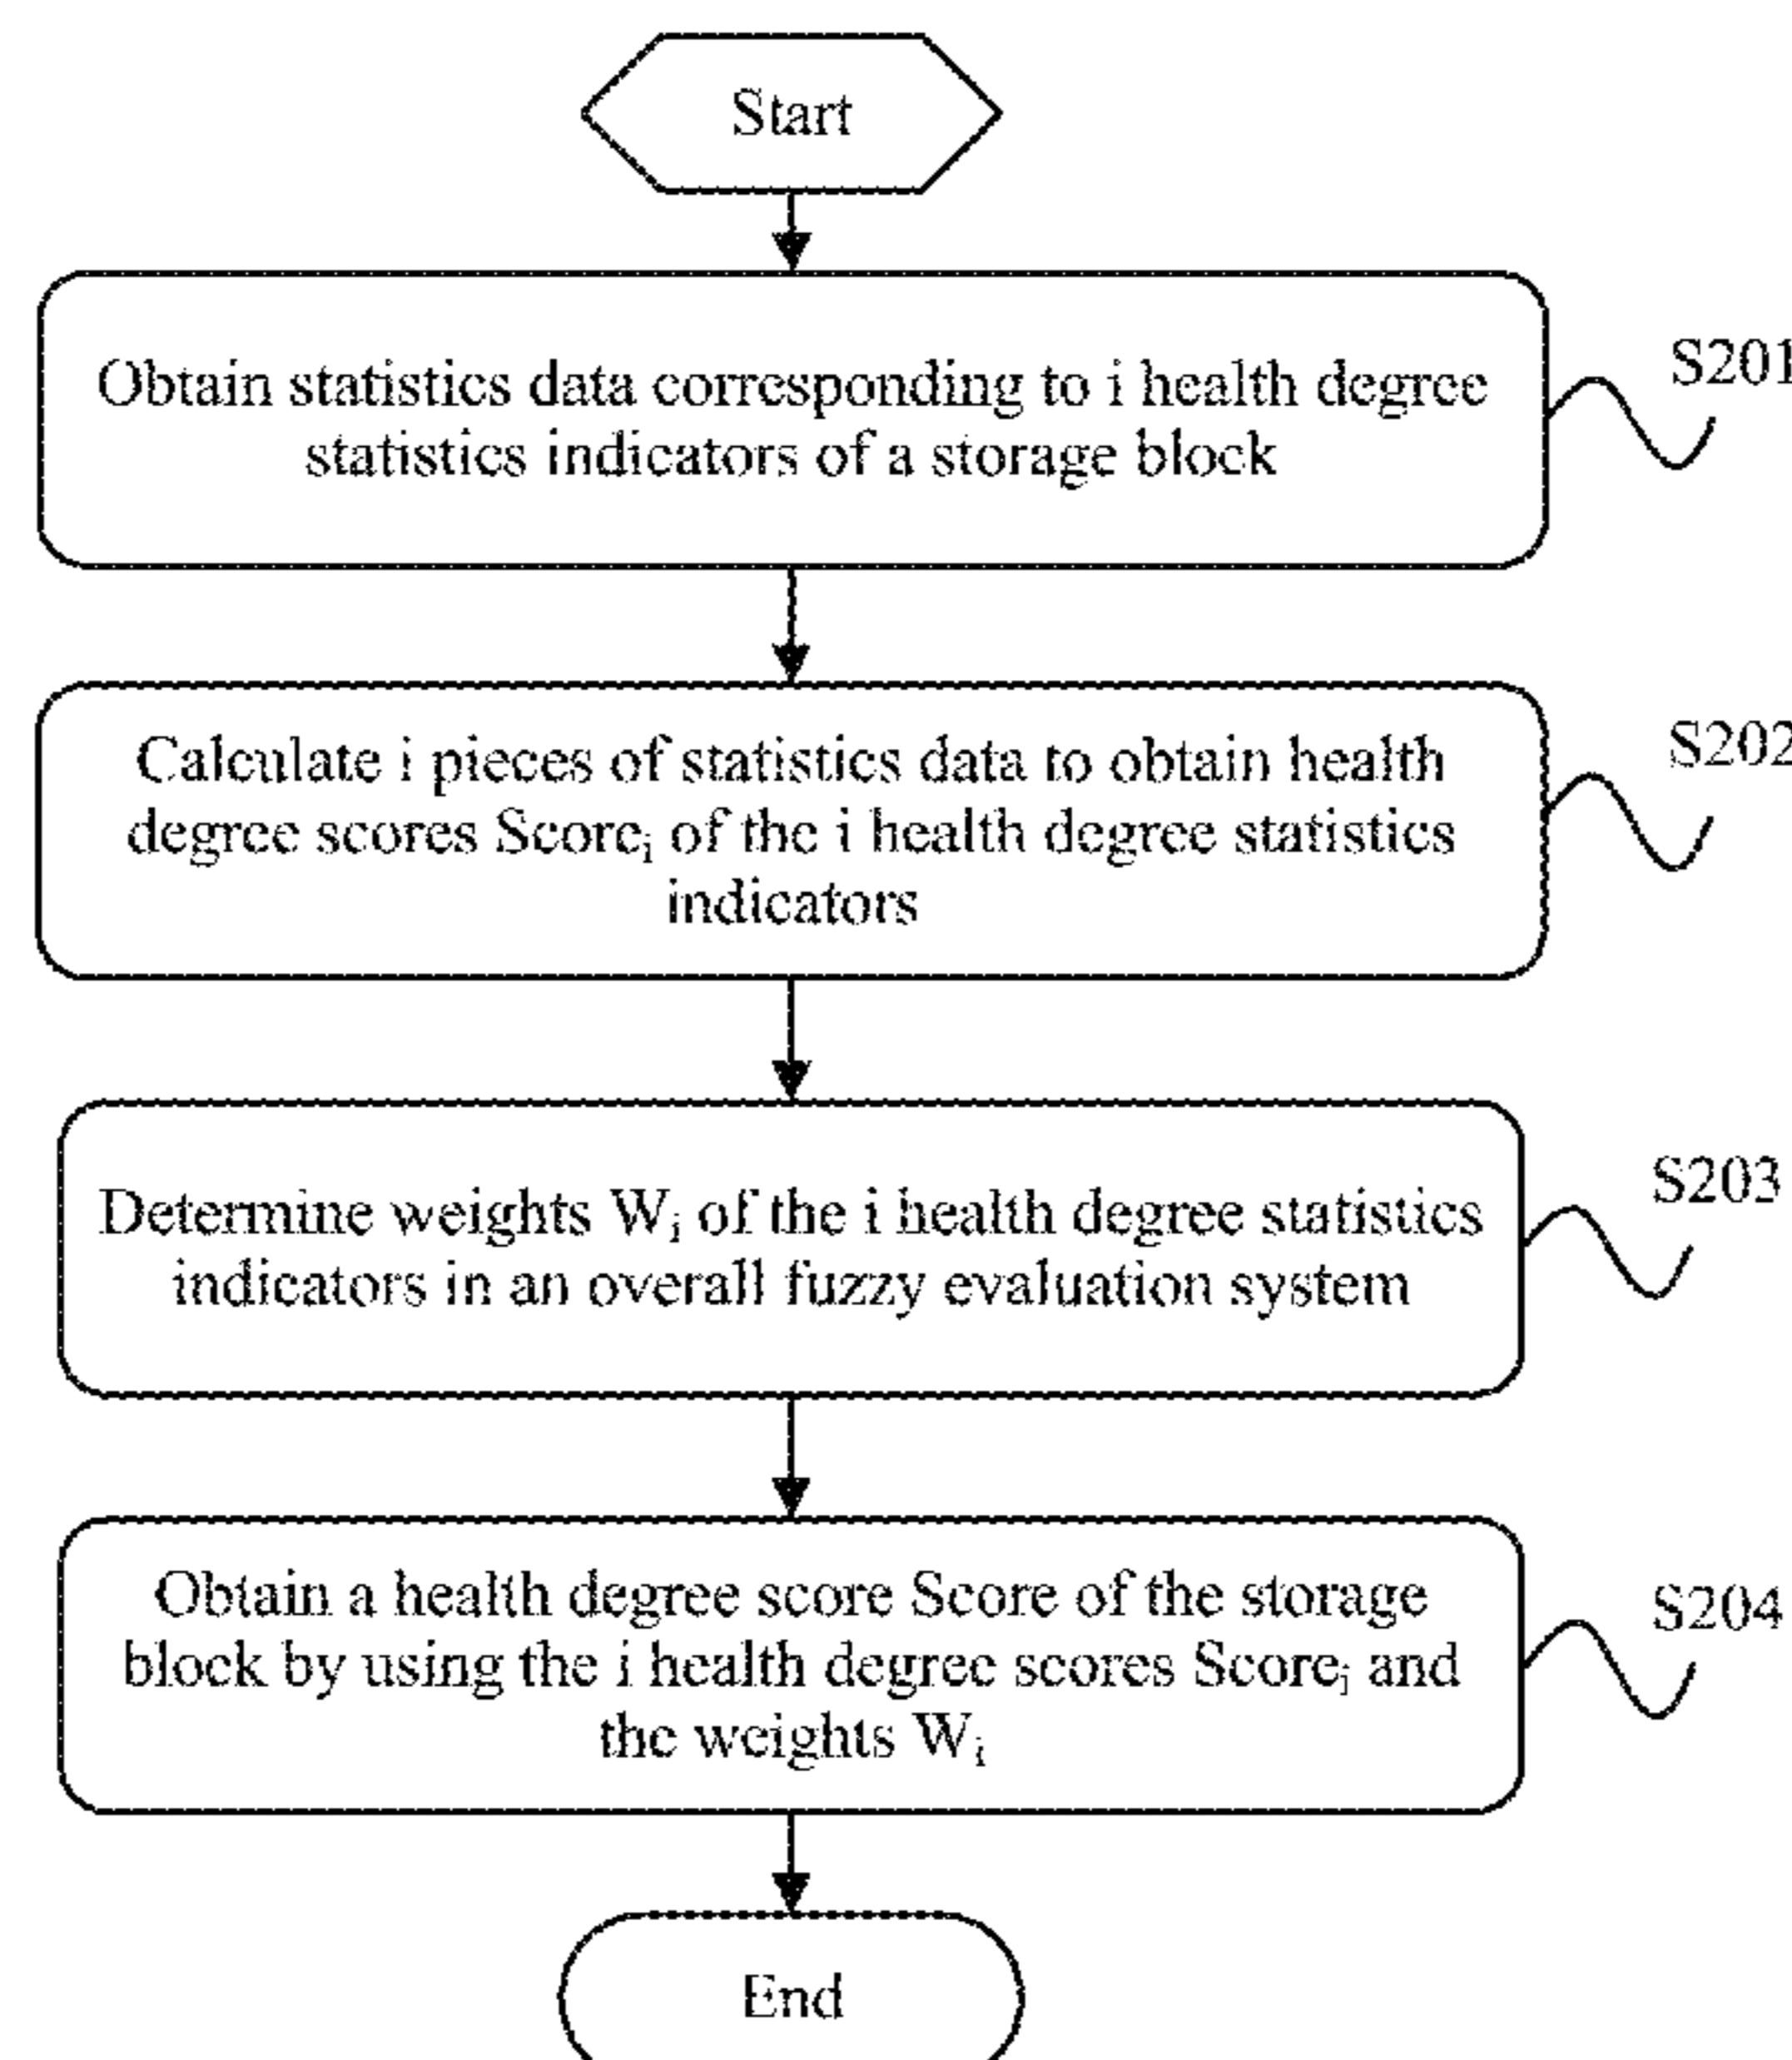 Start
Obtain statistics data corresponding to i health degree
statistics indicators of a storage block
S201
Calculate i pieces of statistics data to obtain health
degree scores Scoreᵢ of the i health degree statistics
indicators
S202
Determine weights Wᵢ of the i health degree statistics
indicators in an overall fuzzy evaluation system
S203
Obtain a health degree score Score of the storage
block by using the i health degree scores Scoreᵢ and
the weights Wᵢ
S204
End